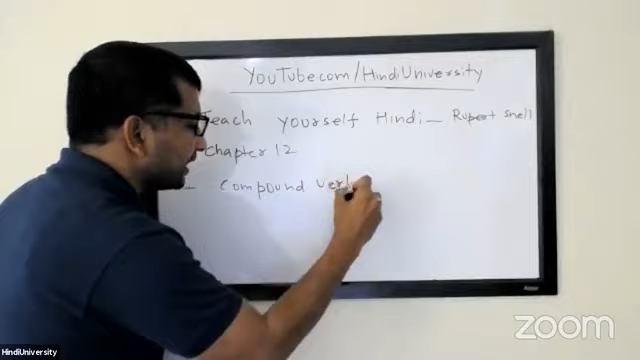 YouTube.com/HindiUniversity
Teach yourself Hindi - Rupert Snell
- Chapter 12
- Compound verb
zoom
HindiUniversity